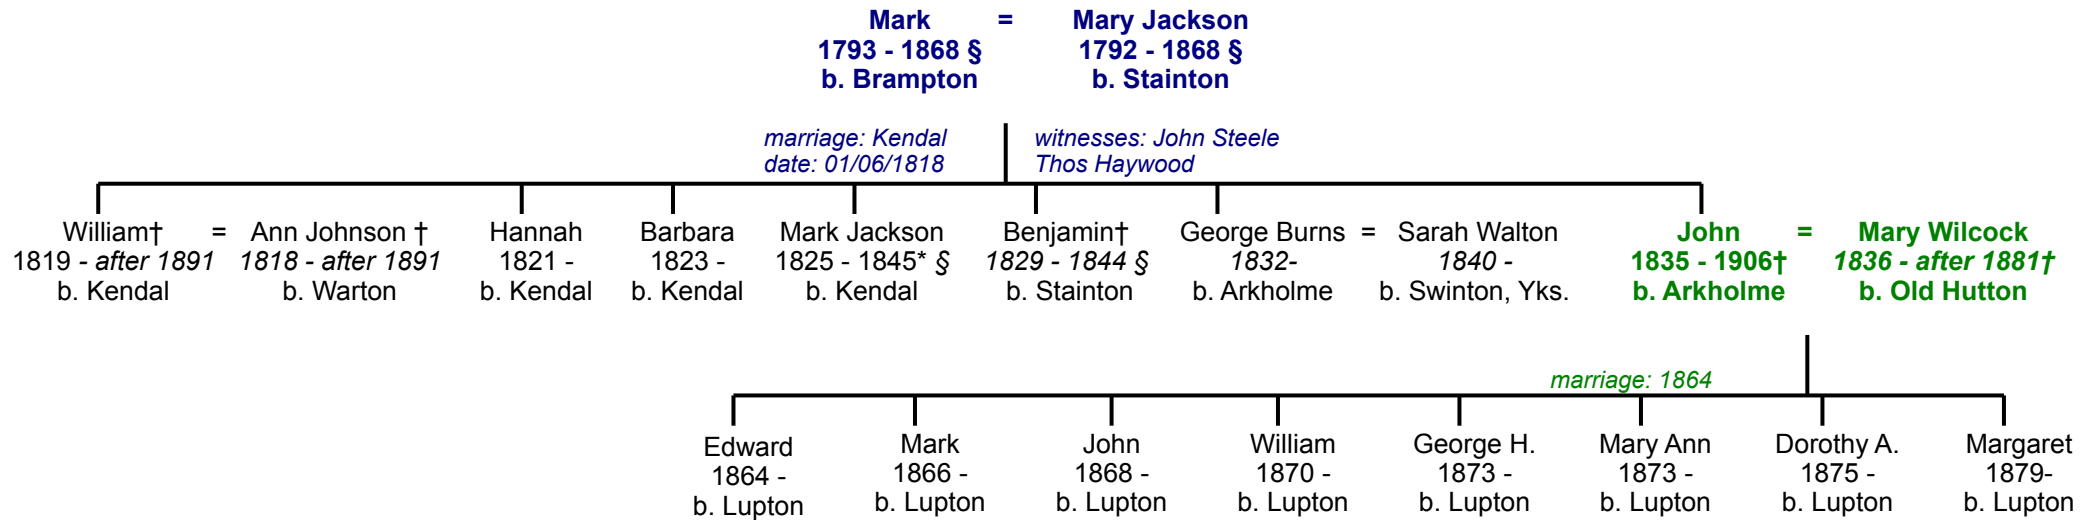 Mark = Mary Jackson
1793 - 1868 § 1792 - 1868 §
b. Brampton b. Stainton
marriage: Kendal witnesses: John Steele
date: 01/06/1818 Thos Haywood
William† = Ann Johnson † Hannah Barbara Mark Jackson Benjamin† George Burns = Sarah Walton John = Mary Wilcock
1819 - after 1891 1818 - after 1891 1821 - 1823 - 1825 - 1845* § 1829 - 1844 § 1832- 1840 - 1835 - 1906† 1836 - after 1881†
b. Kendal b. Warton b. Kendal b. Kendal b. Kendal b. Stainton b. Arkholme b. Swinton, Yks. b. Arkholme b. Old Hutton
marriage: 1864
Edward Mark John William George H. Mary Ann Dorothy A. Margaret
1864 - 1866 - 1868 - 1870 - 1873 - 1873 - 1875 - 1879-
b. Lupton b. Lupton b. Lupton b. Lupton b. Lupton b. Lupton b. Lupton b. Lupton